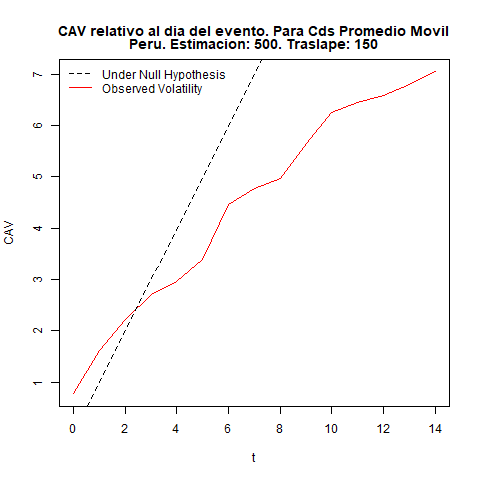 CAV relativo al dia del evento. Para Cds Promedio Movil
Peru. Estimacion: 500. Traslape: 150
Under Null Hypothesis
Observed Volatility
7
6
5
4
3
2
1
CAV
0 2 4 6 8 10 12 14
t